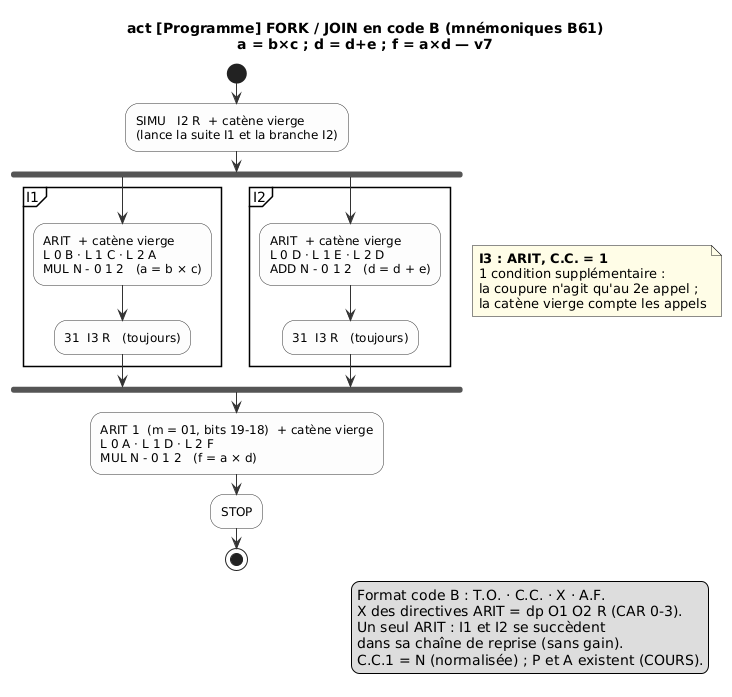 act [Programme] FORK / JOIN en code B (mnémoniques B61)
a = b×c ; d = d+e ; f = a×d — v7
SIMU   I2 R  + catène vierge
(lance la suite I1 et la branche I2)
I1
ARIT  + catène vierge
L 0 B · L 1 C · L 2 A
MUL N - 0 1 2   (a = b × c)
31  I3 R   (toujours)
I2
ARIT  + catène vierge
L 0 D · L 1 E · L 2 D
ADD N - 0 1 2   (d = d + e)
31  I3 R   (toujours)
I3 : ARIT, C.C. = 1
1 condition supplémentaire :
la coupure n'agit qu'au 2e appel ;
la catène vierge compte les appels
ARIT 1  (m = 01, bits 19-18)  + catène vierge
L 0 A · L 1 D · L 2 F
MUL N - 0 1 2   (f = a × d)
STOP
Format code B : T.O. · C.C. · X · A.F.
X des directives ARIT = dp O1 O2 R (CAR 0-3).
Un seul ARIT : I1 et I2 se succèdent
dans sa chaîne de reprise (sans gain).
C.C.1 = N (normalisée) ; P et A existent (COURS).